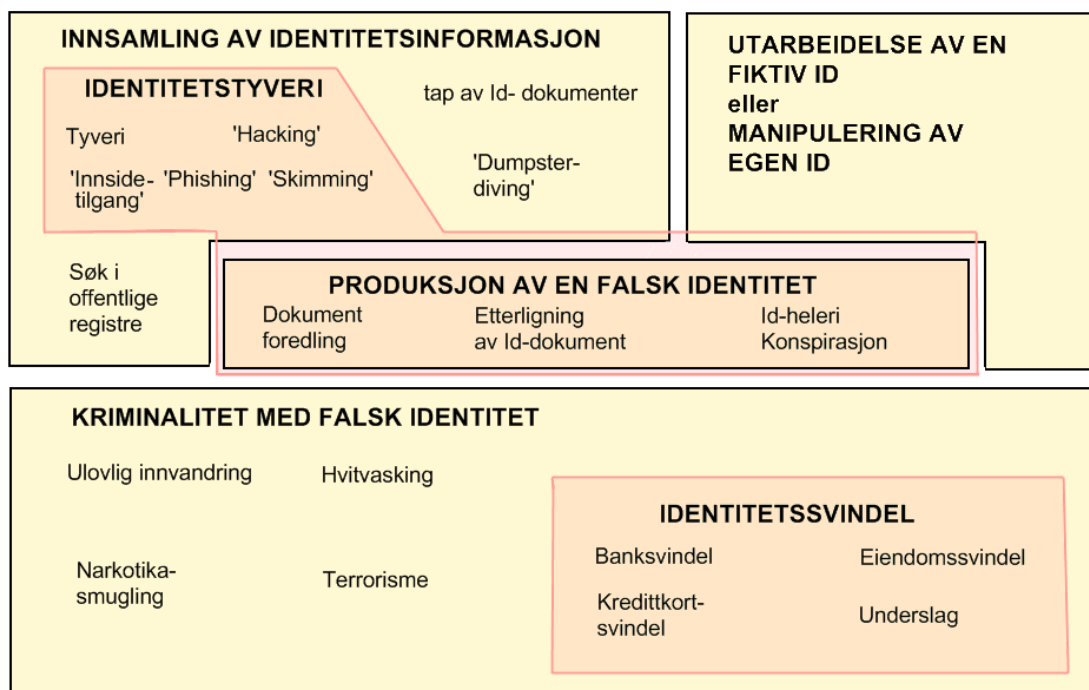 INNSAMLING AV IDENTITETSINFORMASJON
IDENTITETSTYVERI
tap av Id- dokumenter
Tyveri
'Hacking'
'Innside-
tilgang'
'Phishing'
'Skimming'
'Dumpster-
diving'
Søk i
offentlige
registre
UTARBEIDELSE AV EN
FIKTIV ID
eller
MANIPULERING AV
EGEN ID
PRODUKSJON AV EN FALSK IDENTITET
Dokument
foredling
Etterligning
av Id-dokument
Id-heleri
Konspirasjon
KRIMINALITET MED FALSK IDENTITET
Ulovlig innvandring
Hvitvasking
Narkotika-
smugling
Terrorisme
IDENTITETSSVINDEL
Banksvindel
Eiendomssvindel
Kredittkort-
svindel
Underslag